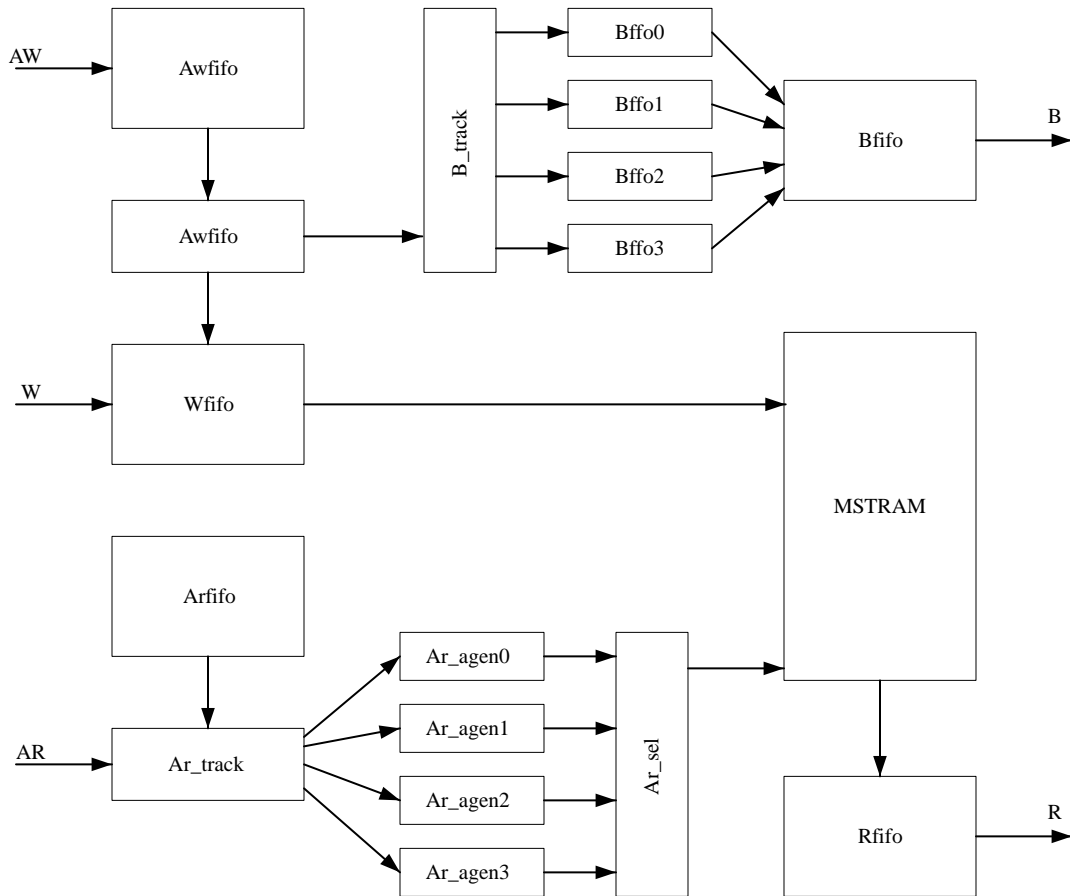 AW
Awfifo
Awfifo
W
Wfifo
B_track
Bffo0
Bffo1
Bffo2
Bffo3
Bfifo
B
MSTRAM
Arfifo
AR
Ar_track
Ar_agen0
Ar_agen1
Ar_agen2
Ar_agen3
Ar_sel
Rfifo
R